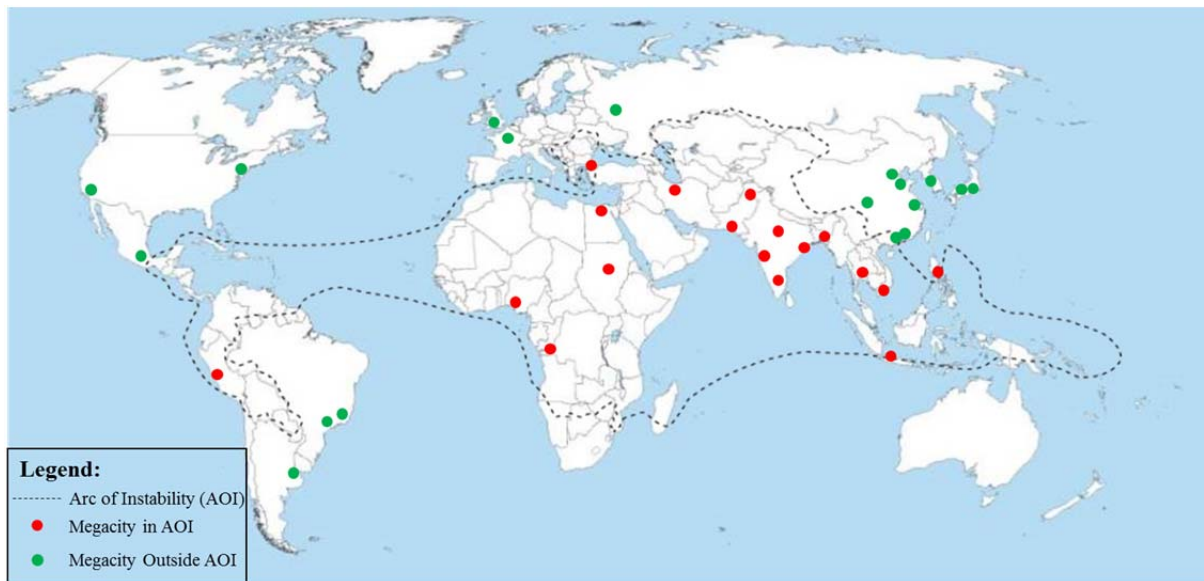 Legend:
Arc of Instability (AOI)
Megacity in AOI
Megacity Outside AOI